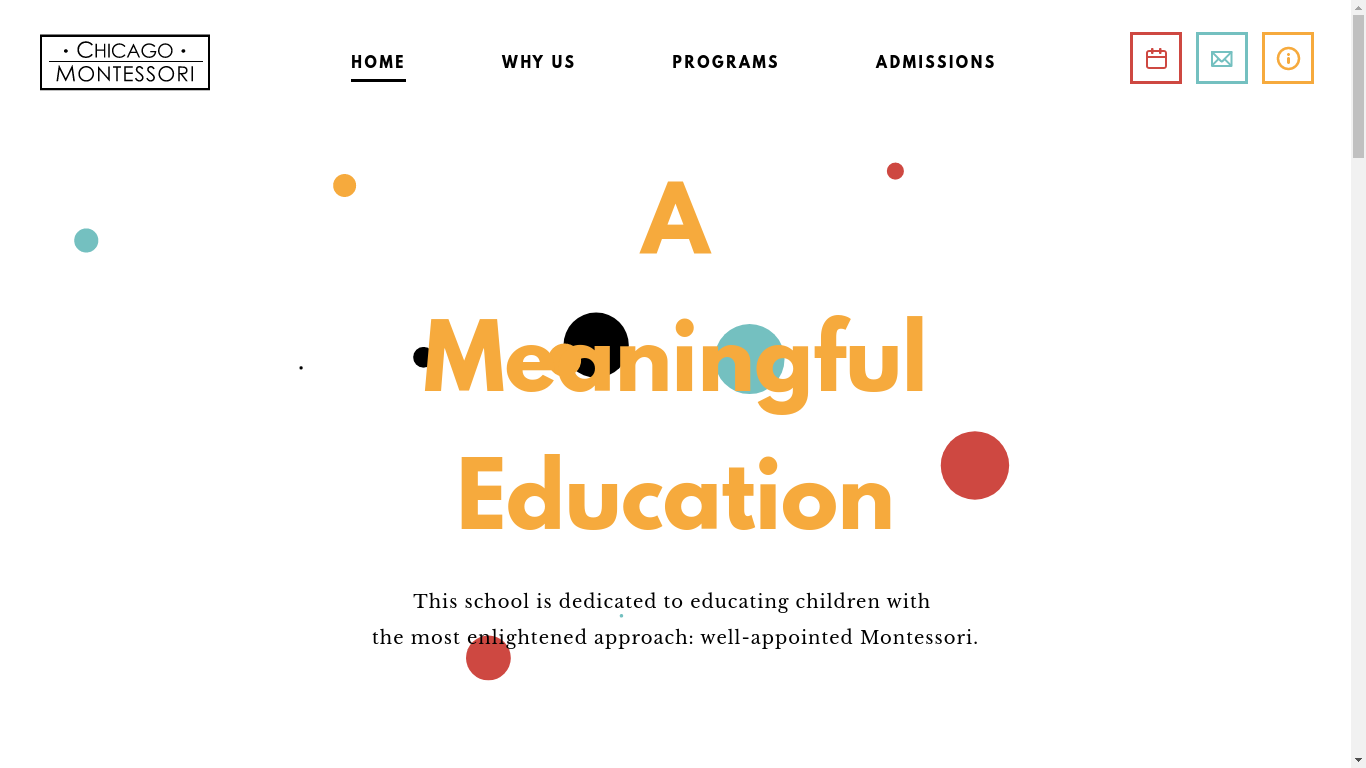 • CHICAGO •
MONTESSORI
HOME
WHY US
PROGRAMS
ADMISSIONS
A
Meaningful
Education
This school is dedicated to educating children with
the most enlightened approach: well-appointed Montessori.